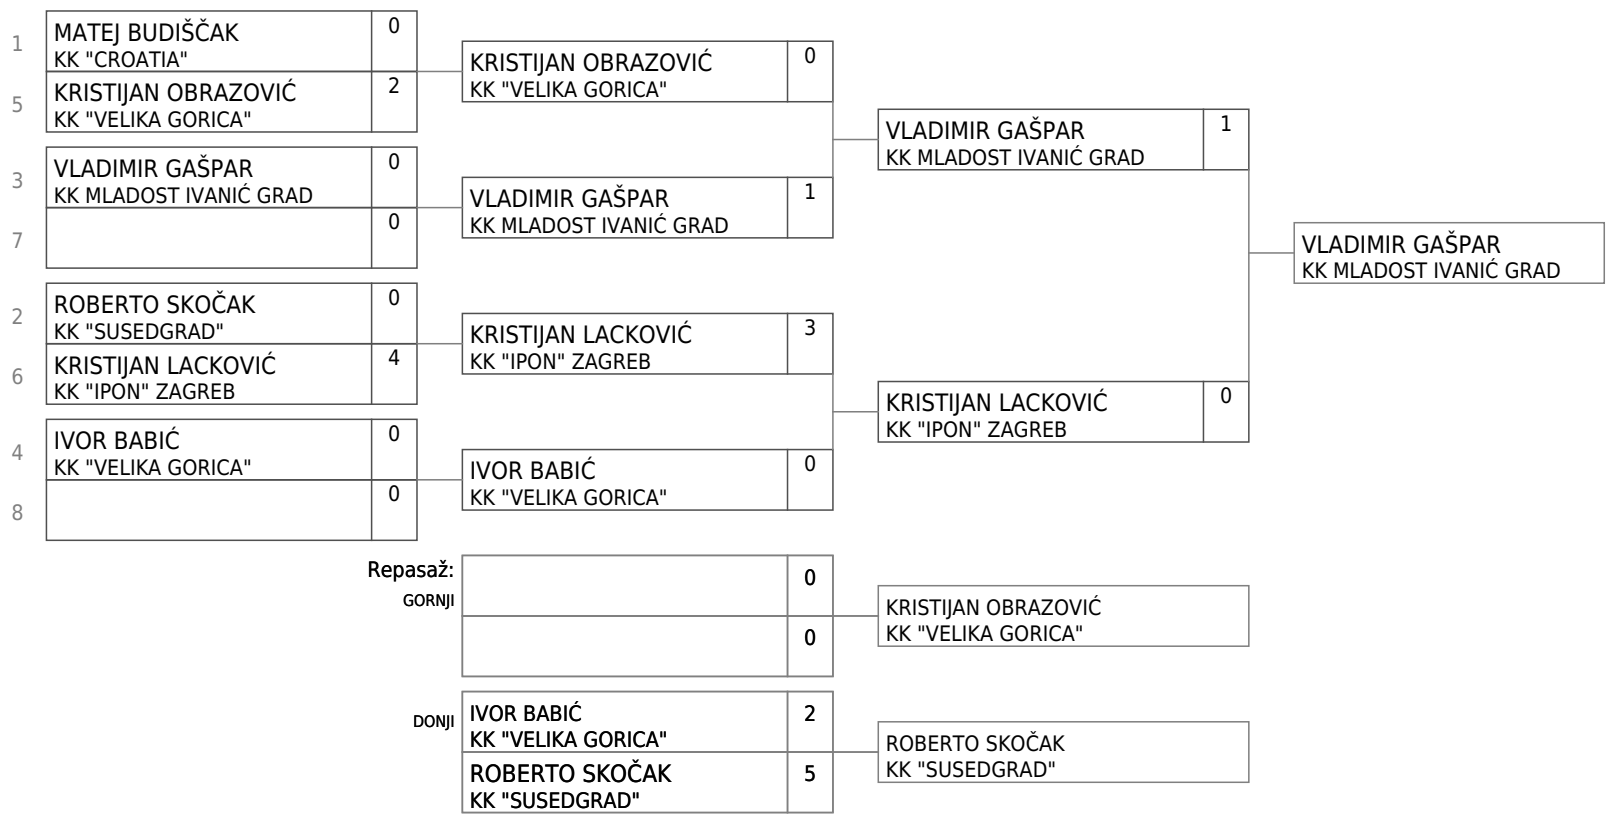 1
MATEJ BUDIŠČAK
KK "CROATIA"
0
5
KRISTIJAN OBRAZOVIĆ
KK "VELIKA GORICA"
2
3
VLADIMIR GAŠPAR
KK MLADOST IVANIĆ GRAD
0
7
0
2
ROBERTO SKOČAK
KK "SUSEDGRAD"
0
6
KRISTIJAN LACKOVIĆ
KK "IPON" ZAGREB
4
4
IVOR BABIĆ
KK "VELIKA GORICA"
0
8
0
KRISTIJAN OBRAZOVIĆ
KK "VELIKA GORICA"
0
VLADIMIR GAŠPAR
KK MLADOST IVANIĆ GRAD
1
KRISTIJAN LACKOVIĆ
KK "IPON" ZAGREB
3
IVOR BABIĆ
KK "VELIKA GORICA"
0
VLADIMIR GAŠPAR
KK MLADOST IVANIĆ GRAD
1
KRISTIJAN LACKOVIĆ
KK "IPON" ZAGREB
0
VLADIMIR GAŠPAR
KK MLADOST IVANIĆ GRAD
Repasaž:
GORNJI
0
0
KRISTIJAN OBRAZOVIĆ
KK "VELIKA GORICA"
DONJI
IVOR BABIĆ
KK "VELIKA GORICA"
2
ROBERTO SKOČAK
KK "SUSEDGRAD"
5
ROBERTO SKOČAK
KK "SUSEDGRAD"